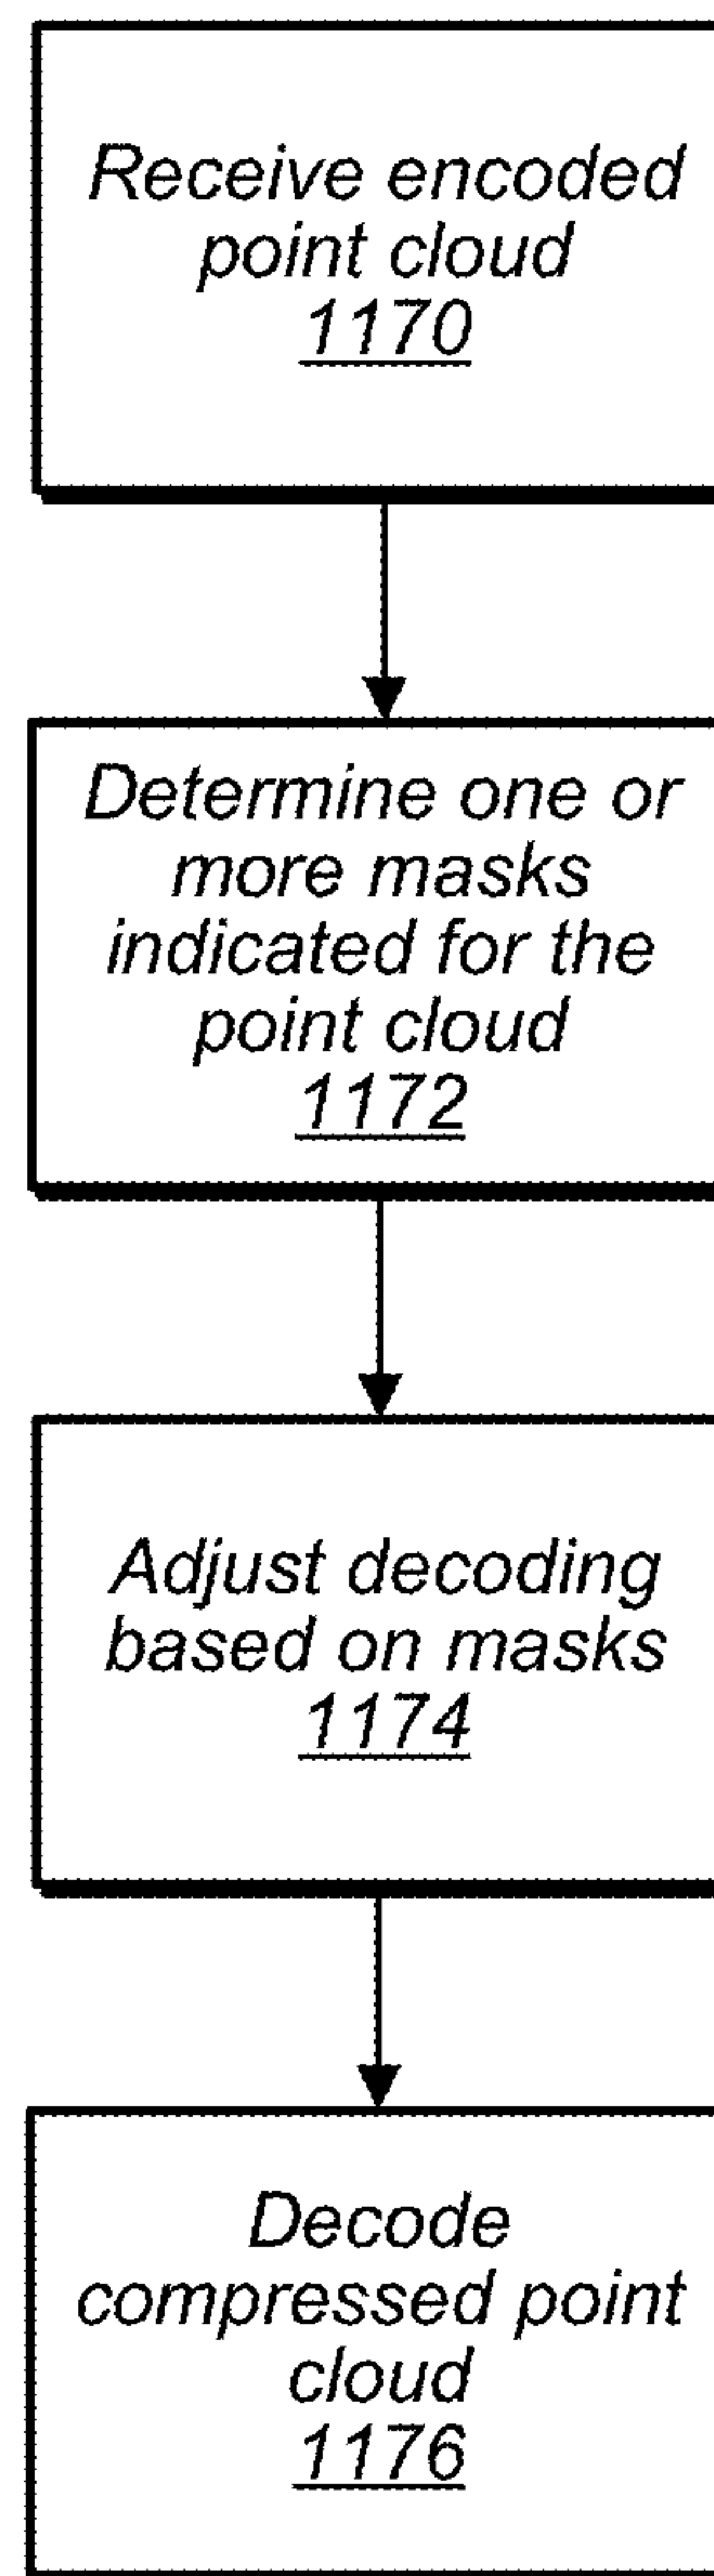 Receive encoded
point cloud
1170
Determine one or
more masks
indicated for the
point cloud
1172
Adjust decoding
based on masks
1174
Decode
compressed point
cloud
1176